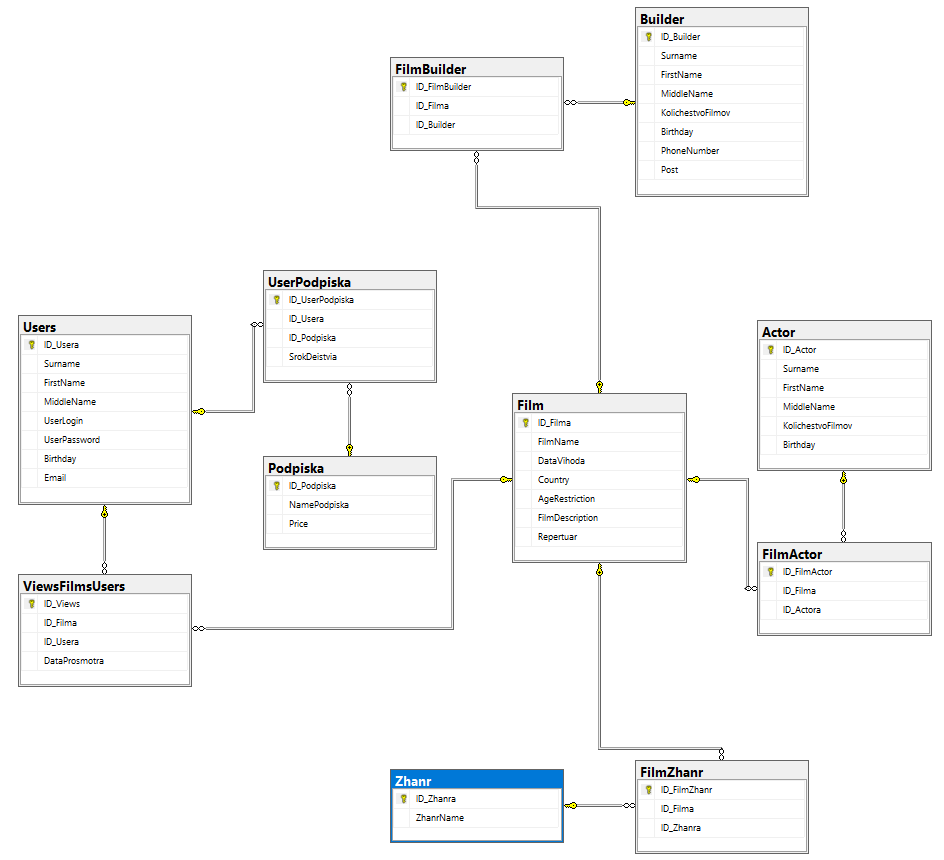 Builder
ID_Builder
Surname
FirstName
MiddleName
KolichestvoFilmov
Birthday
PhoneNumber
Post
FilmBuilder
ID_FilmBuilder
ID_Filma
ID_Builder
UserPodpiska
ID_UserPodpiska
ID_Usera
ID_Podpiska
SrokDeistvia
Users
ID_Usera
Surname
FirstName
MiddleName
UserLogin
UserPassword
Birthday
Email
Actor
ID_Actor
Surname
FirstName
MiddleName
KolichestvoFilmov
Birthday
Film
ID_Filma
FilmName
DataVihoda
Country
AgeRestriction
FilmDescription
Repertuar
Podpiska
ID_Podpiska
NamePodpiska
Price
FilmActor
ID_FilmActor
ID_Filma
ID_Actora
ViewsFilmsUsers
ID_Views
ID_Filma
ID_Usera
DataProsmotra
Zhanr
ID_Zhanra
ZhanrName
FilmZhanr
ID_FilmZhanr
ID_Filma
ID_Zhanra